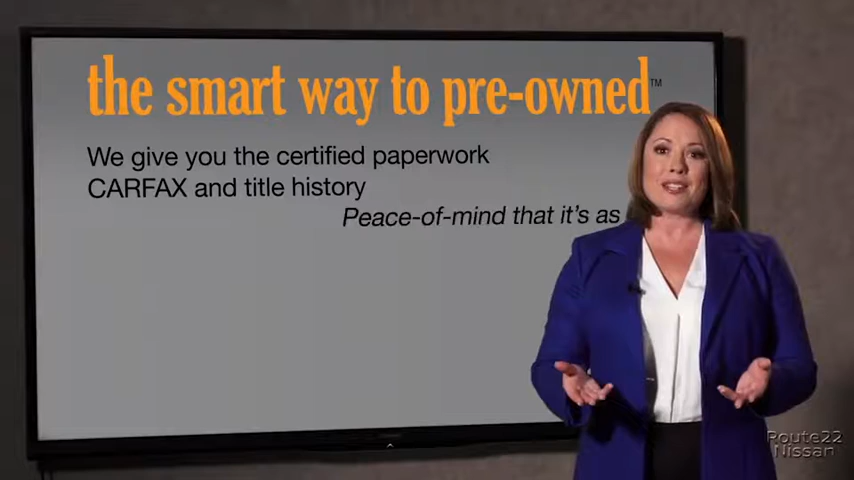 the smart way to pre-owned™
We give you the certified paperwork
CARFAX and title history
Peace-of-mind that it's as
Route22
Nissan